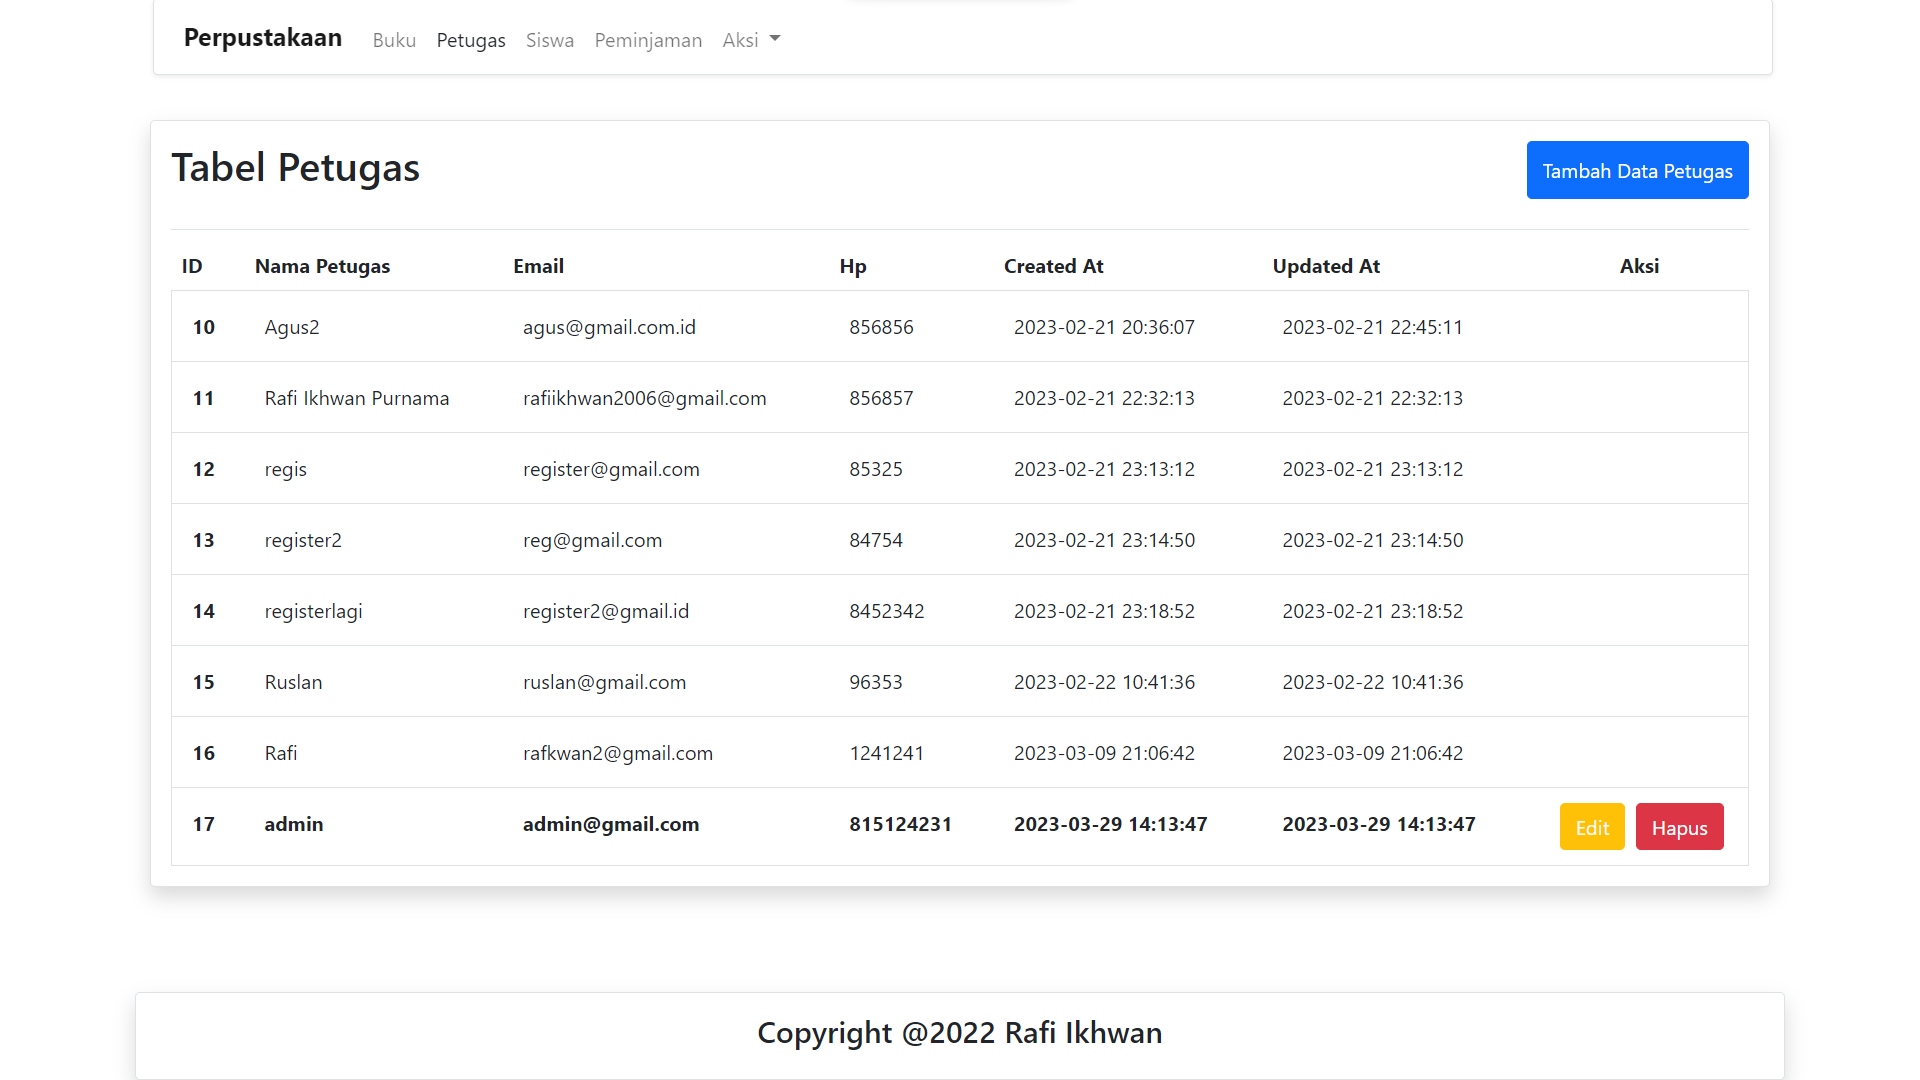 Perpustakaan Buku Petugas Siswa Peminjaman Aksi
Tabel Petugas
Tambah Data Petugas
ID Nama Petugas Email Hp Created At Updated At Aksi
10 Agus2 agus@gmail.com.id 856856 2023-02-21 20:36:07 2023-02-21 22:45:11
11 Rafi Ikhwan Purnama rafiikhwan2006@gmail.com 856857 2023-02-21 22:32:13 2023-02-21 22:32:13
12 regis register@gmail.com 85325 2023-02-21 23:13:12 2023-02-21 23:13:12
13 register2 reg@gmail.com 84754 2023-02-21 23:14:50 2023-02-21 23:14:50
14 registerlagi register2@gmail.id 8452342 2023-02-21 23:18:52 2023-02-21 23:18:52
15 Ruslan ruslan@gmail.com 96353 2023-02-22 10:41:36 2023-02-22 10:41:36
16 Rafi rafkwan2@gmail.com 1241241 2023-03-09 21:06:42 2023-03-09 21:06:42
17 admin admin@gmail.com 815124231 2023-03-29 14:13:47 2023-03-29 14:13:47 Edit Hapus
Copyright @2022 Rafi Ikhwan